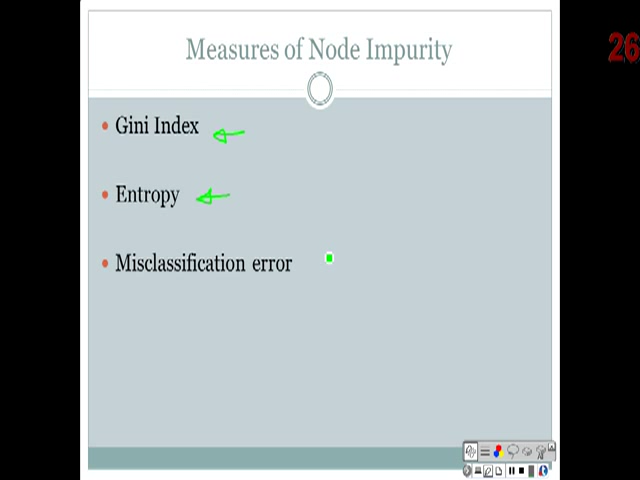 Measures of Node Impurity
26
Gini Index
Entropy
Misclassification error